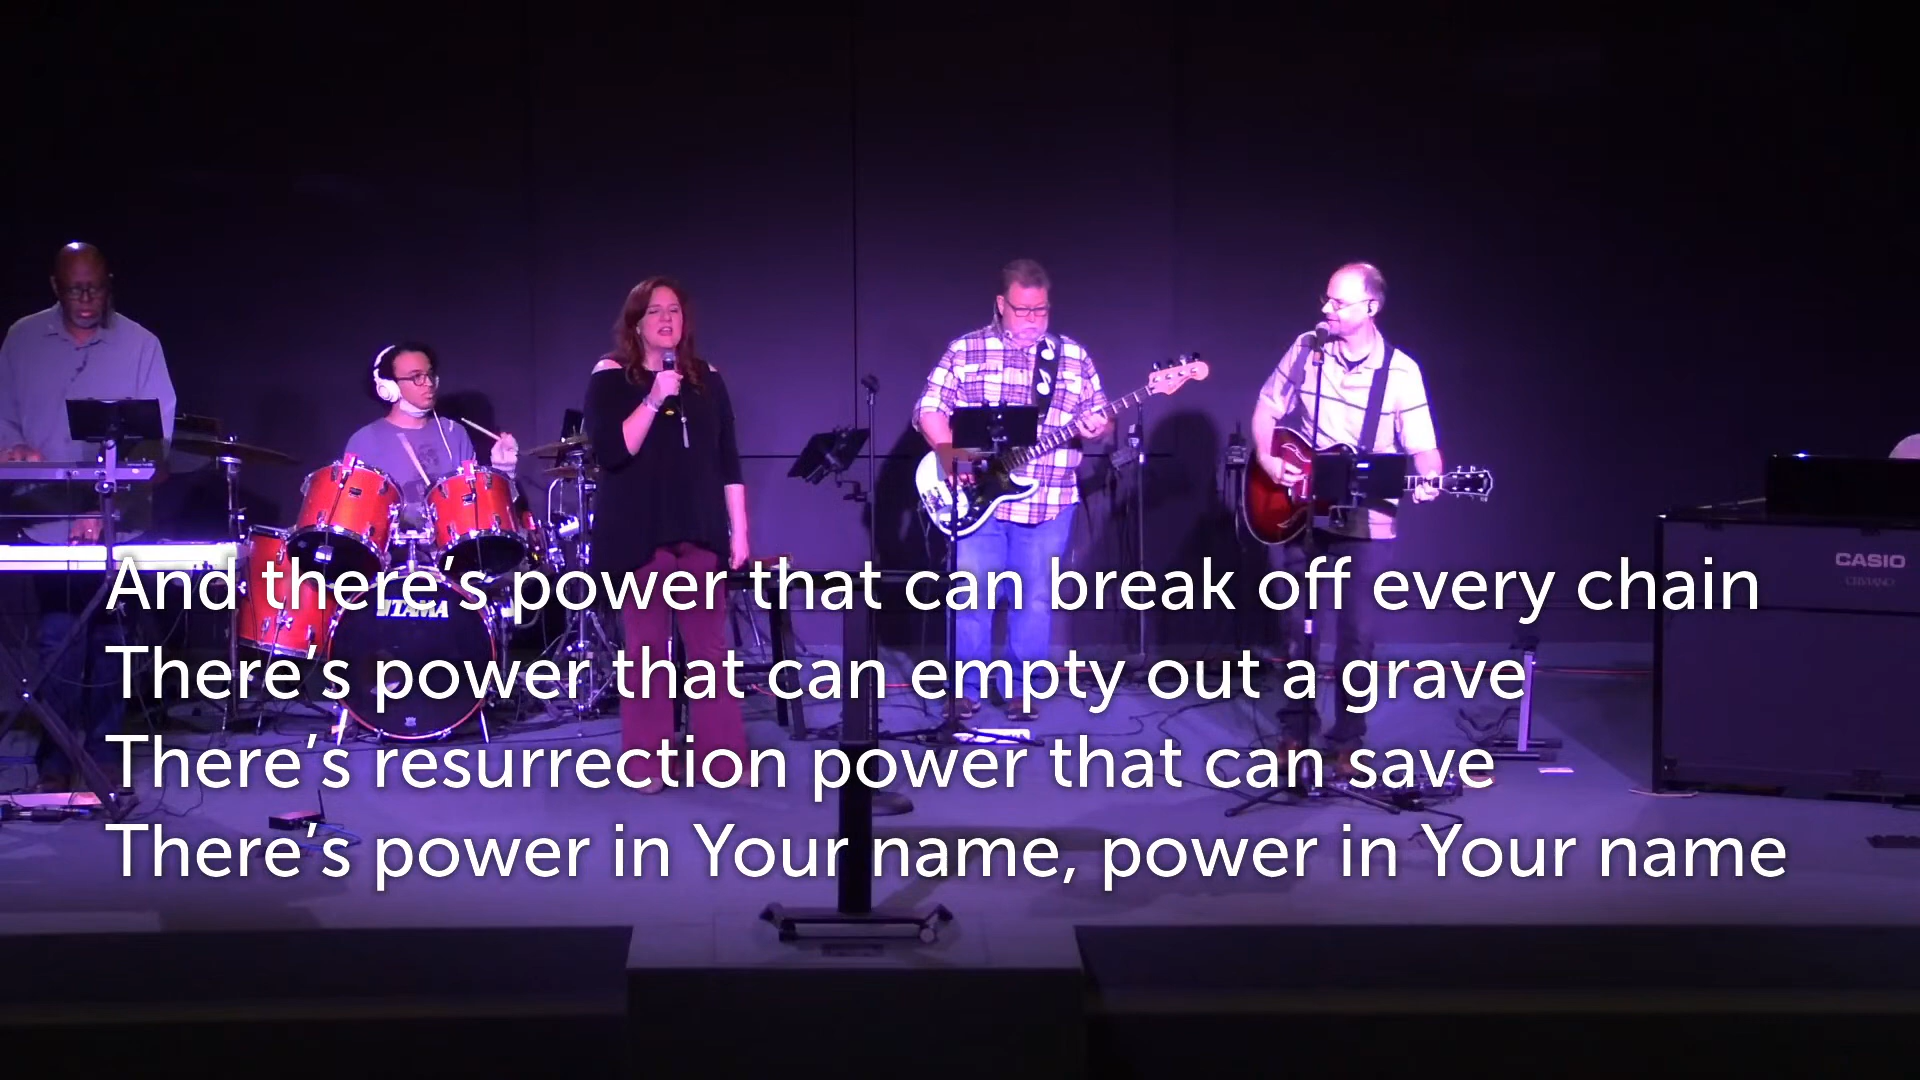 CASIO
TAMA
And there's power that can break off every chain
There's power that can empty out a grave
There's resurrection power that can save
There's power in Your name, power in Your name